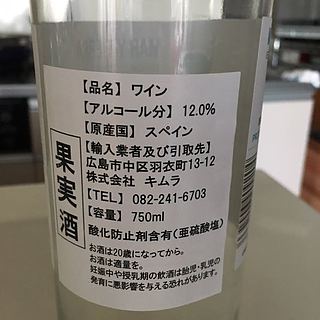 【品名】 ワイン
【アルコール分】 12.0%
【原産国】 スペイン
【輸入業者及び引取先】
広島市中区羽衣町13-12
株式会社 キムラ
【TEL】 082-241-6703
【容量】 750ml
酸化防止剤含有(亜硫酸塩)
お酒は20歳になってから。
お酒は適量を。
妊娠中や授乳期の飲酒は胎児・乳児の
発育に悪影響を与える恐れがあります。
果実酒